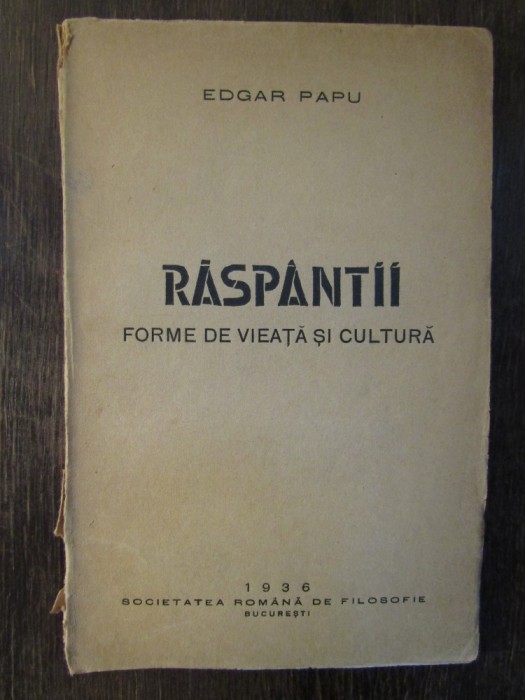 EDGAR PAPU
RĂSPÂNTII
FORME DE VIEAȚĂ ȘI CULTURĂ
1936
SOCIETATEA ROMÂNĂ DE FILOSOFIE
BUCUREȘTI